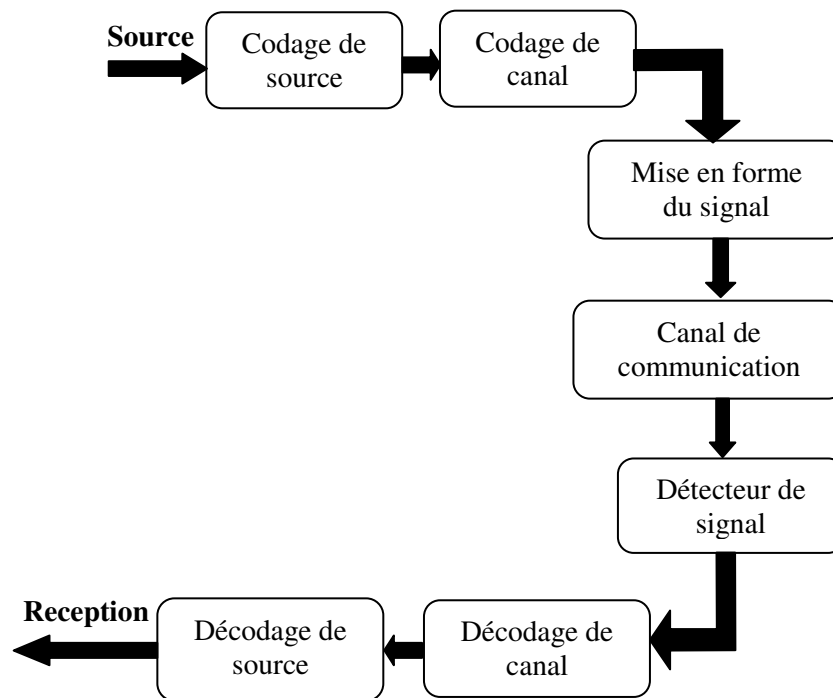 Source
Codage de
source
Codage de
canal
Mise en forme
du signal
Canal de
communication
Détecteur de
signal
Décodage de
canal
Décodage de
source
Reception